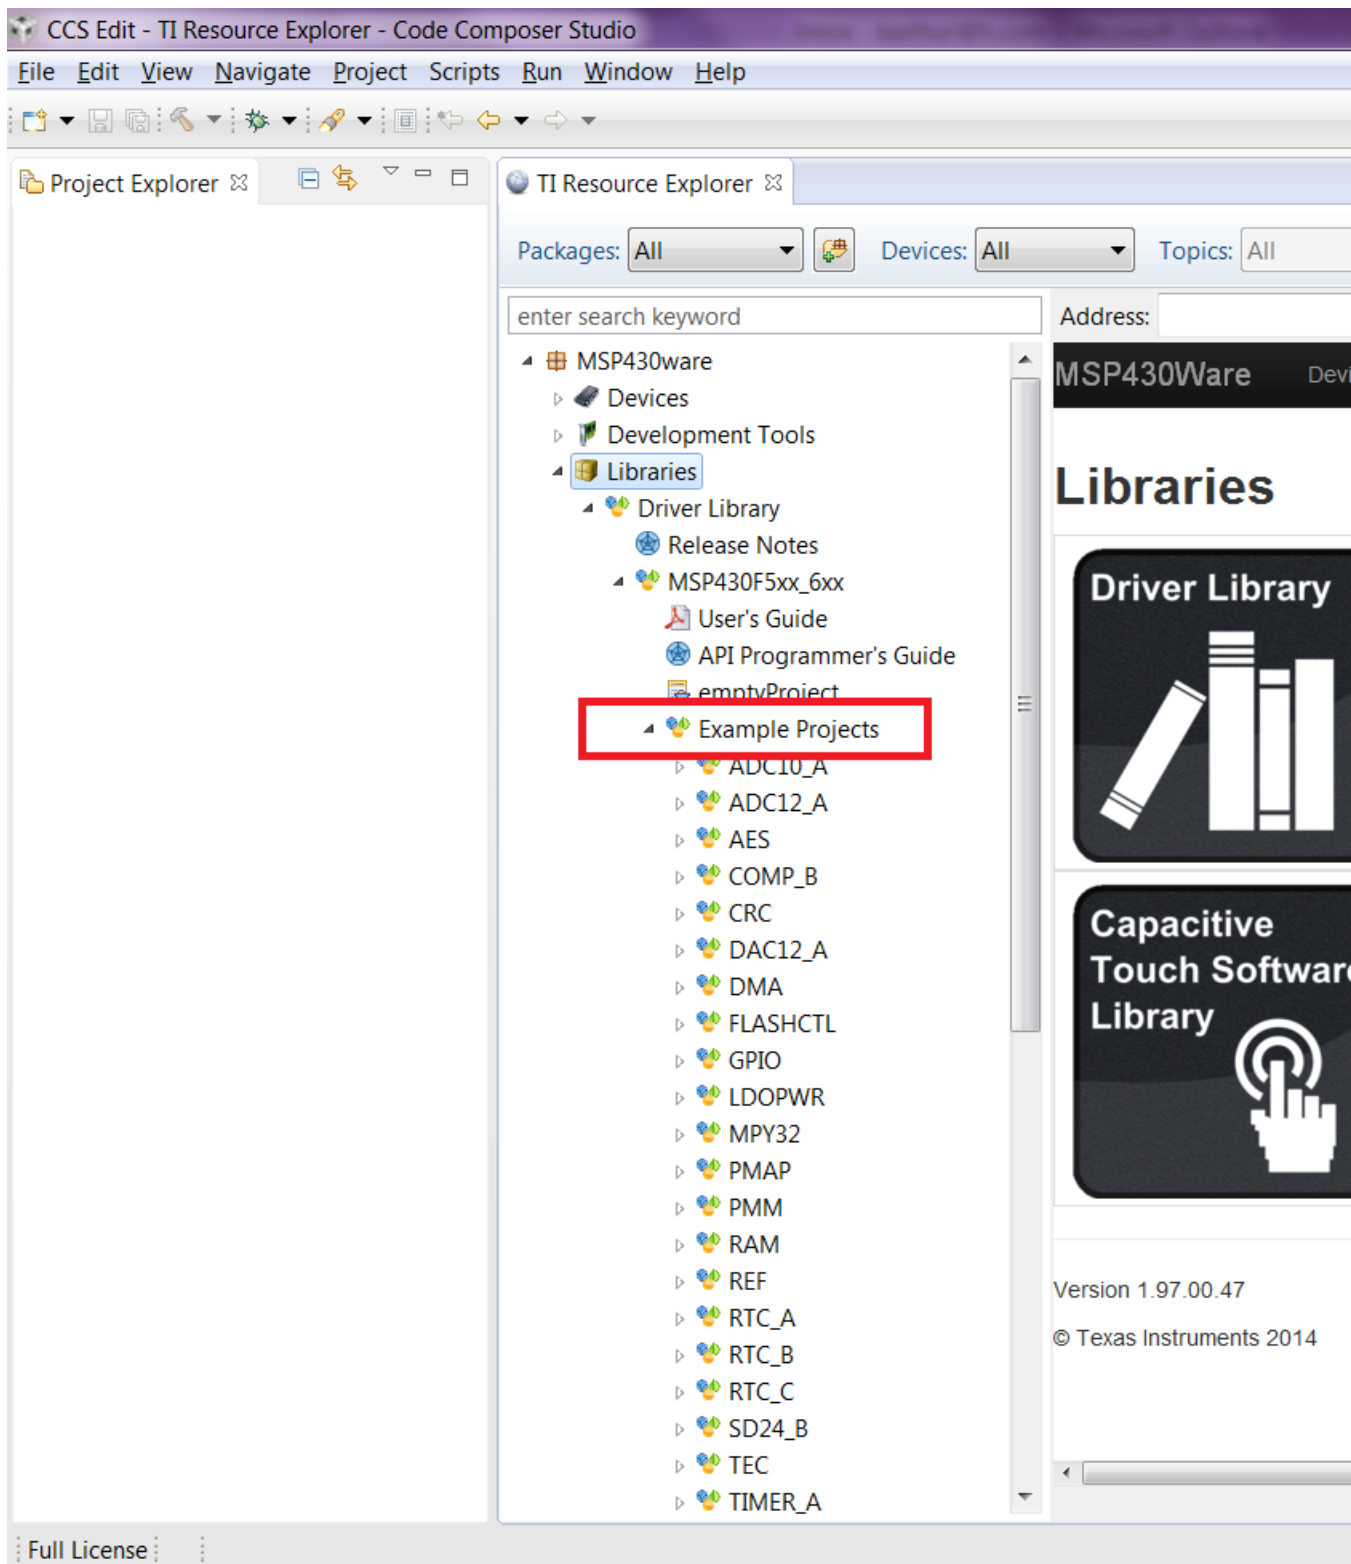 CCS Edit - TI Resource Explorer - Code Composer Studio
File Edit View Navigate Project Scripts Run Window Help
Project Explorer
TI Resource Explorer
Packages: All Devices: All Topics: All
enter search keyword
Address:
MSP430ware
Devices
Development Tools
Libraries
Driver Library
Release Notes
MSP430F5xx_6xx
User's Guide
API Programmer's Guide
emptyProject
Example Projects
ADC10_A
ADC12_A
AES
COMP_B
CRC
DAC12_A
DMA
FLASHCTL
GPIO
LDOPWR
MPY32
PMAP
PMM
RAM
REF
RTC_A
RTC_B
RTC_C
SD24_B
TEC
TIMER_A
MSP430Ware Devi
Libraries
Driver Library
Capacitive
Touch Software
Library
Version 1.97.00.47
© Texas Instruments 2014
Full License